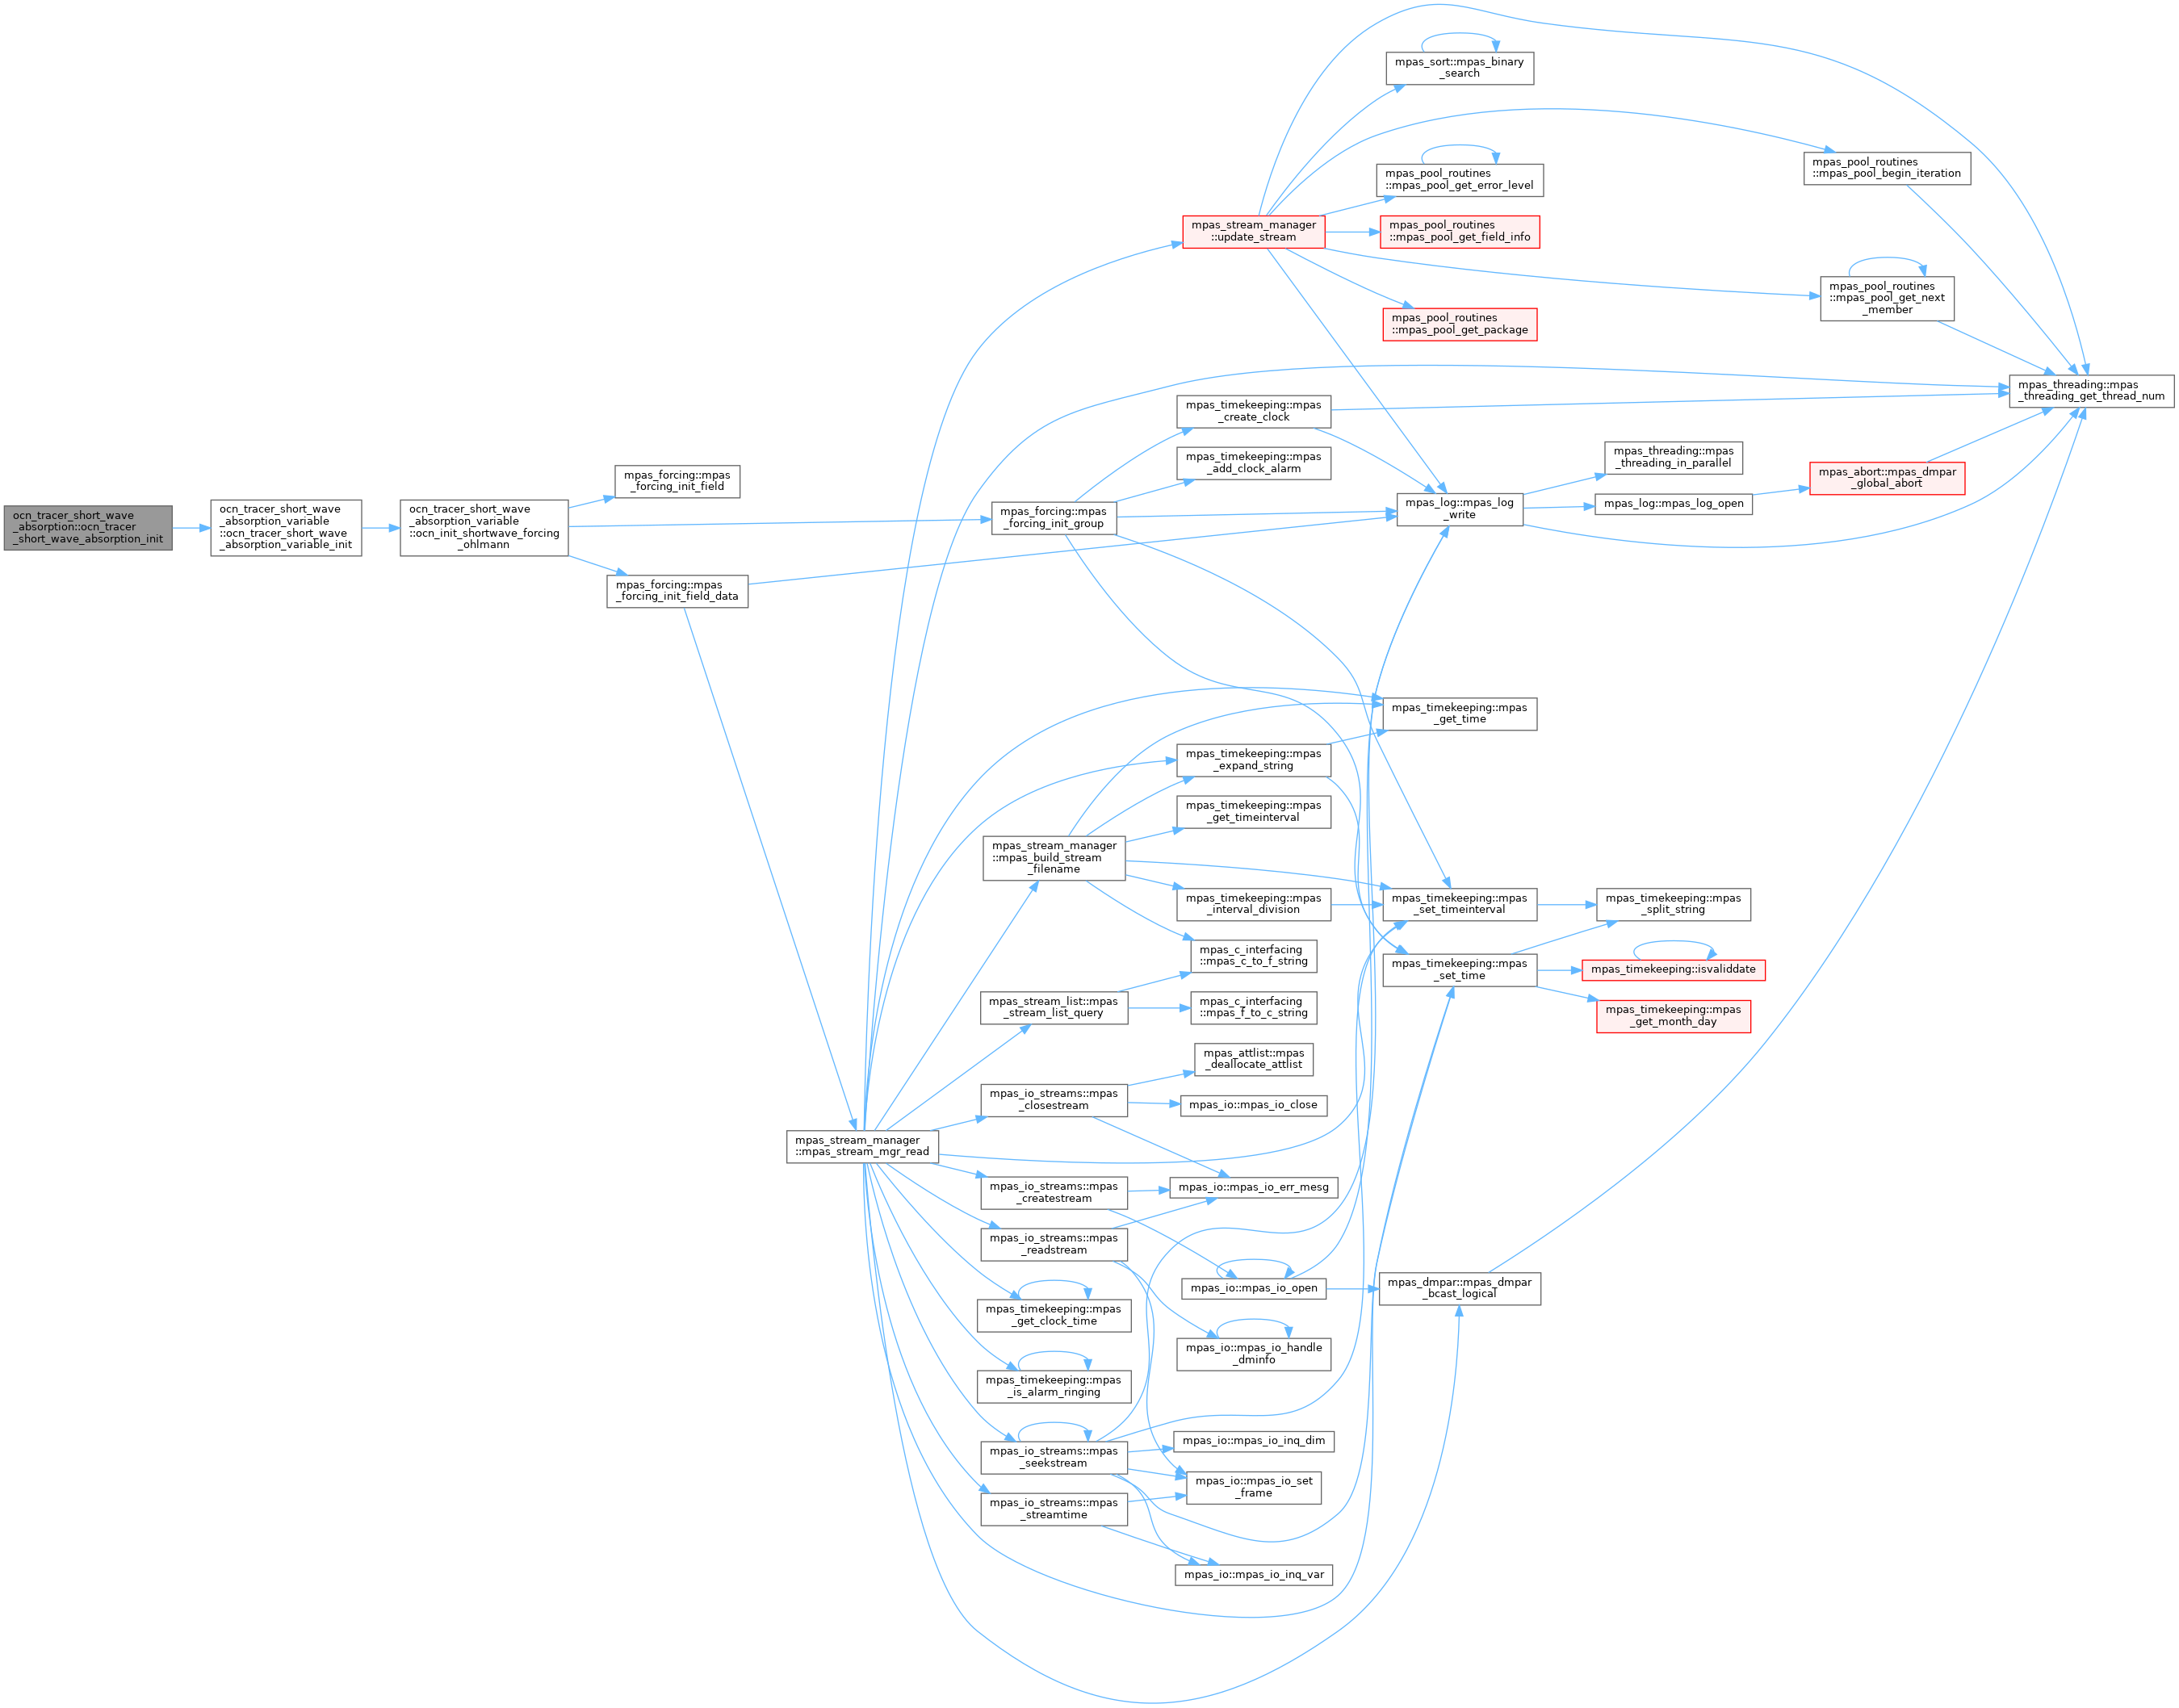 ocn_tracer_short_wave
_absorption::ocn_tracer
_short_wave_absorption_init
ocn_tracer_short_wave
_absorption_variable
::ocn_tracer_short_wave
_absorption_variable_init
ocn_tracer_short_wave
_absorption_variable
::ocn_init_shortwave_forcing
_ohlmann
mpas_forcing::mpas
_forcing_init_field
mpas_forcing::mpas
_forcing_init_field_data
mpas_stream_manager
::mpas_stream_mgr_read
mpas_forcing::mpas
_forcing_init_group
mpas_stream_manager
::mpas_build_stream
_filename
mpas_stream_list::mpas
_stream_list_query
mpas_io_streams::mpas
_closestream
mpas_io_streams::mpas
_createstream
mpas_io_streams::mpas
_readstream
mpas_timekeeping::mpas
_get_clock_time
mpas_timekeeping::mpas
_is_alarm_ringing
mpas_io_streams::mpas
_seekstream
mpas_io_streams::mpas
_streamtime
mpas_stream_manager
::update_stream
mpas_timekeeping::mpas
_create_clock
mpas_timekeeping::mpas
_add_clock_alarm
mpas_timekeeping::mpas
_expand_string
mpas_timekeeping::mpas
_get_timeinterval
mpas_timekeeping::mpas
_interval_division
mpas_c_interfacing
::mpas_c_to_f_string
mpas_c_interfacing
::mpas_f_to_c_string
mpas_attlist::mpas
_deallocate_attlist
mpas_io::mpas_io_close
mpas_io::mpas_io_err_mesg
mpas_io::mpas_io_open
mpas_io::mpas_io_handle
_dminfo
mpas_io::mpas_io_inq_dim
mpas_io::mpas_io_set
_frame
mpas_io::mpas_io_inq_var
mpas_sort::mpas_binary
_search
mpas_pool_routines
::mpas_pool_get_error_level
mpas_pool_routines
::mpas_pool_get_field_info
mpas_pool_routines
::mpas_pool_get_package
mpas_log::mpas_log
_write
mpas_timekeeping::mpas
_get_time
mpas_timekeeping::mpas
_set_timeinterval
mpas_timekeeping::mpas
_set_time
mpas_dmpar::mpas_dmpar
_bcast_logical
mpas_threading::mpas
_threading_in_parallel
mpas_log::mpas_log_open
mpas_timekeeping::mpas
_split_string
mpas_timekeeping::isvaliddate
mpas_timekeeping::mpas
_get_month_day
mpas_pool_routines
::mpas_pool_begin_iteration
mpas_pool_routines
::mpas_pool_get_next
_member
mpas_abort::mpas_dmpar
_global_abort
mpas_threading::mpas
_threading_get_thread_num